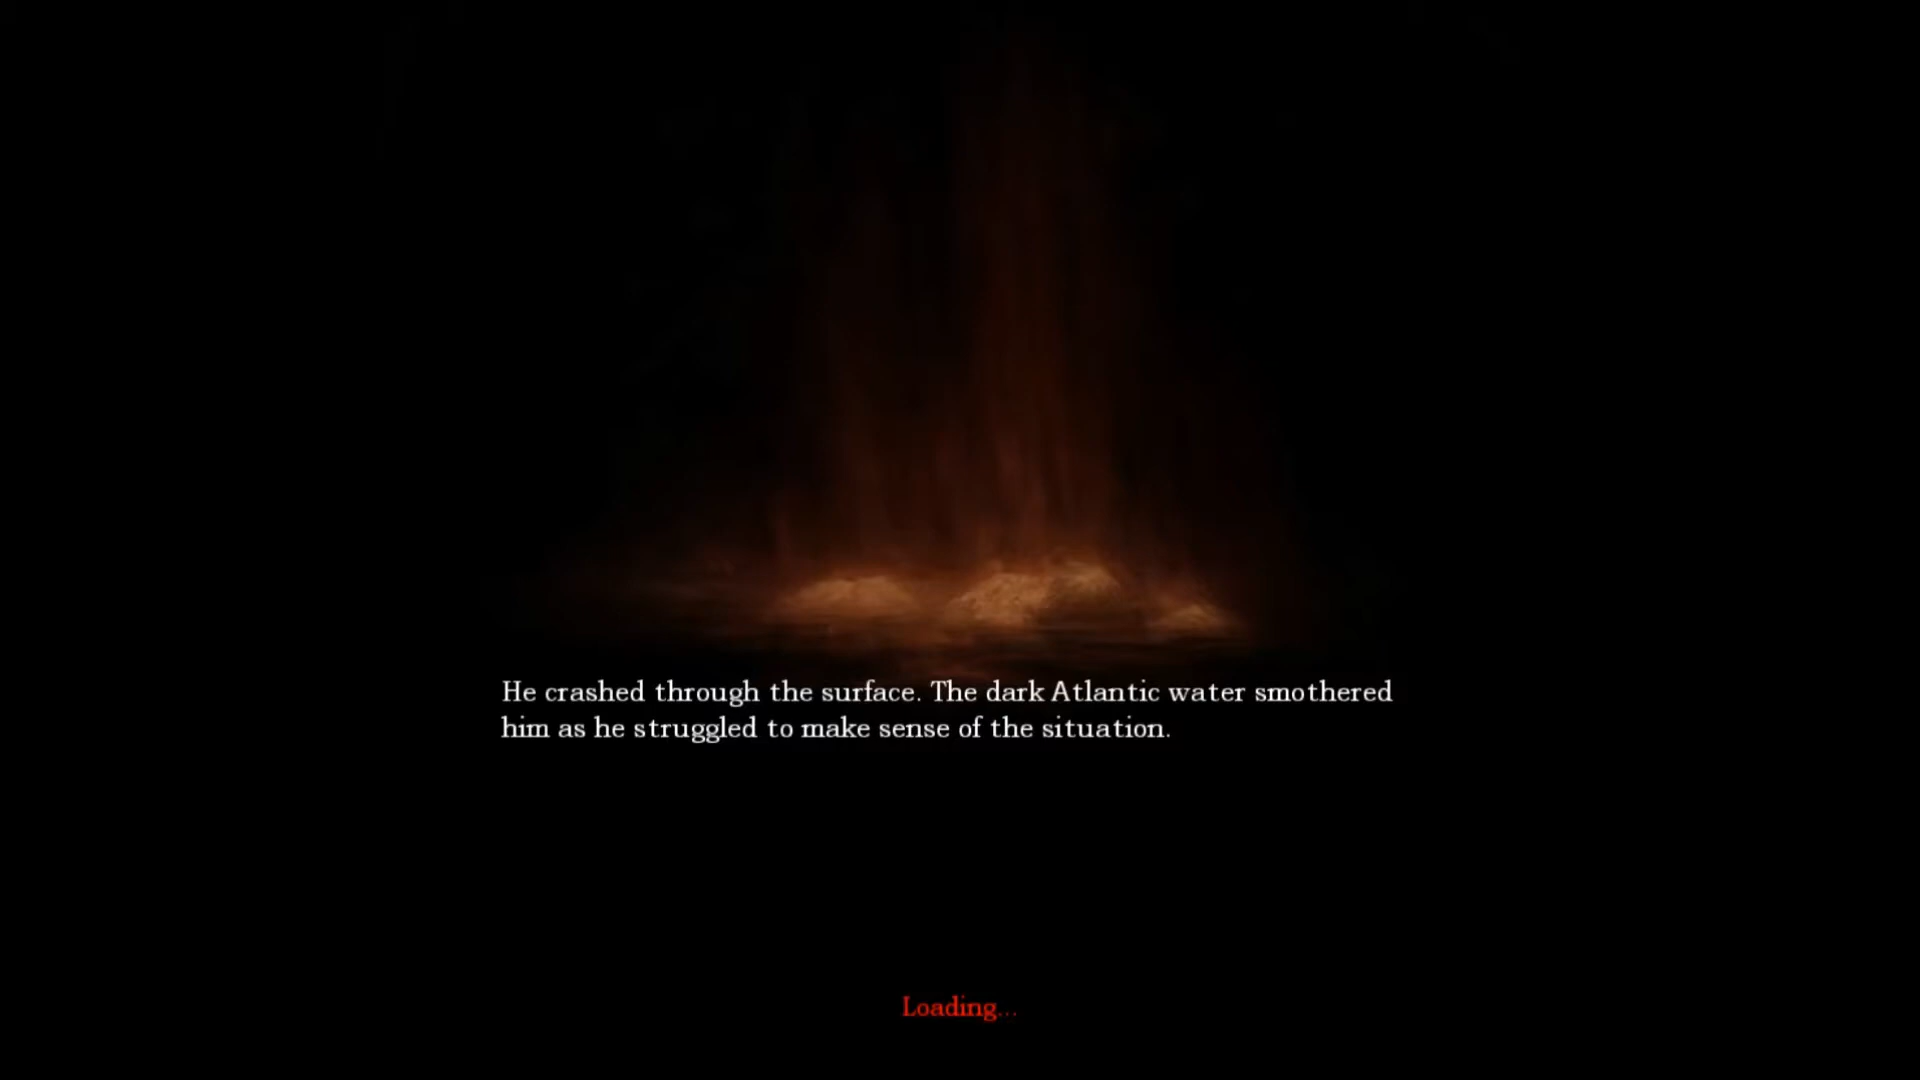 He crashed through the surface. The dark Atlantic water smothered
him as he struggled to make sense of the situation.
Loading...